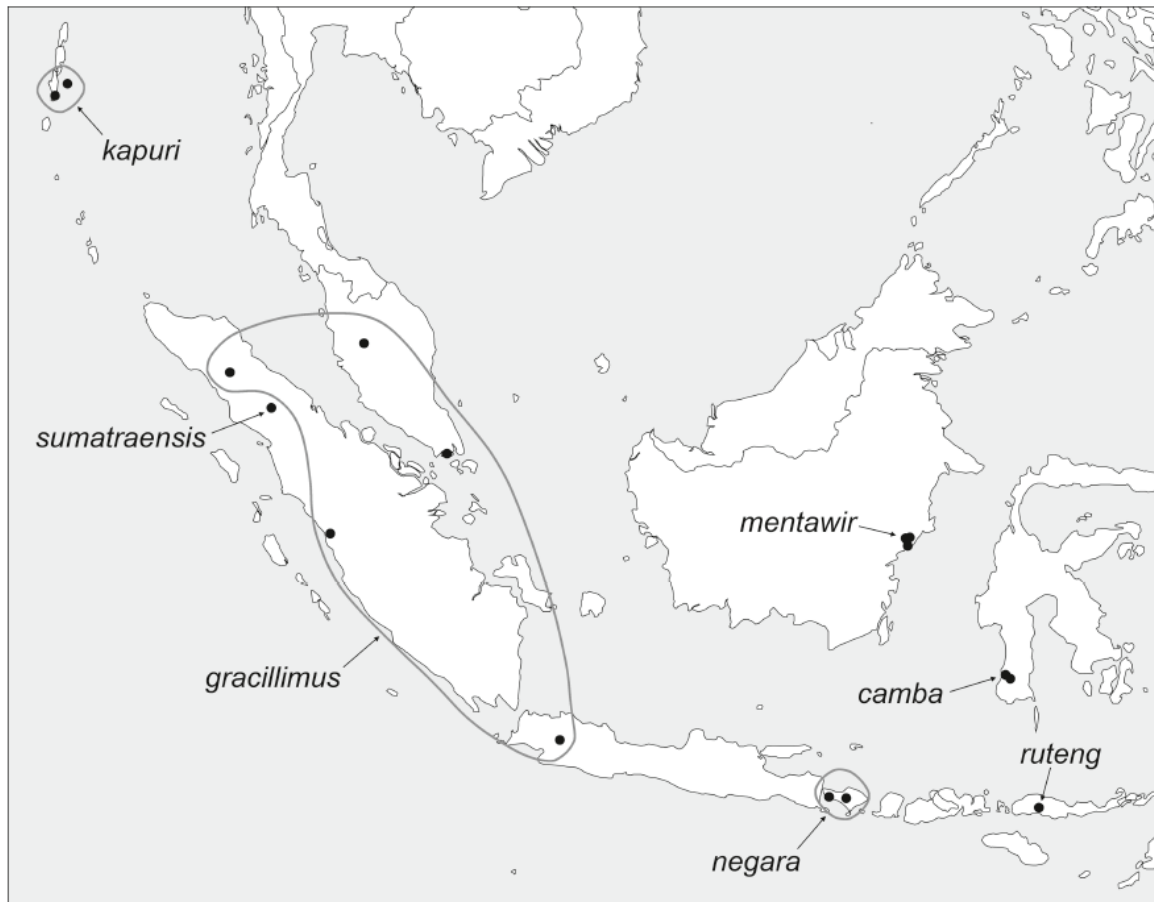 kapuri
sumatraensis
mentawir
gracillimus
camba
ruteng
negara